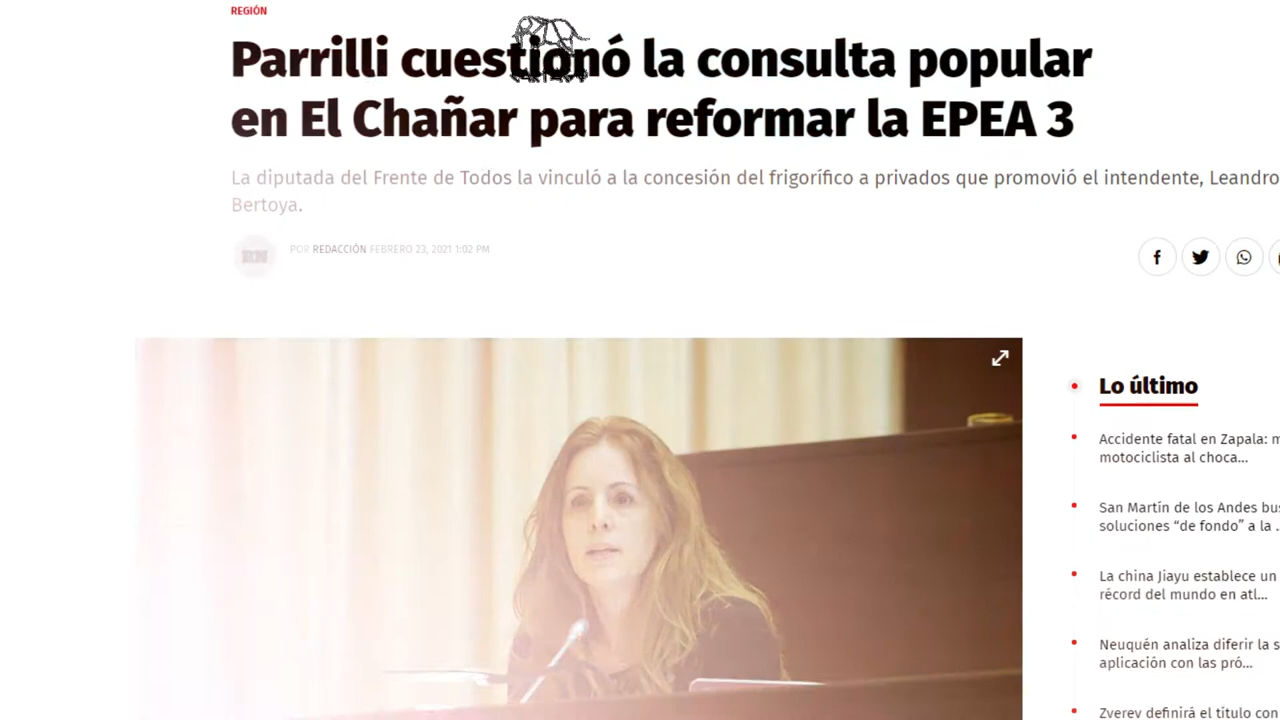 REGIÓN
Parrilli cuestionó la consulta popular
en El Chañar para reformar la EPEA 3
La diputada del Frente de Todos la vinculó a la concesión del frigorífico a privados que promovió el intendente, Leandro
Bertoya.
RN
POR REDACCIÓN FEBRERO 23, 2021 1:02 PM
Lo último
Accidente fatal en Zapala: m
motociclista al choca...
San Martín de los Andes bus
soluciones “de fondo” a la ...
La china Jiayu establece un
récord del mundo en atl...
Neuquén analiza diferir la s
aplicación con las pró...
Zverev definirá el título con